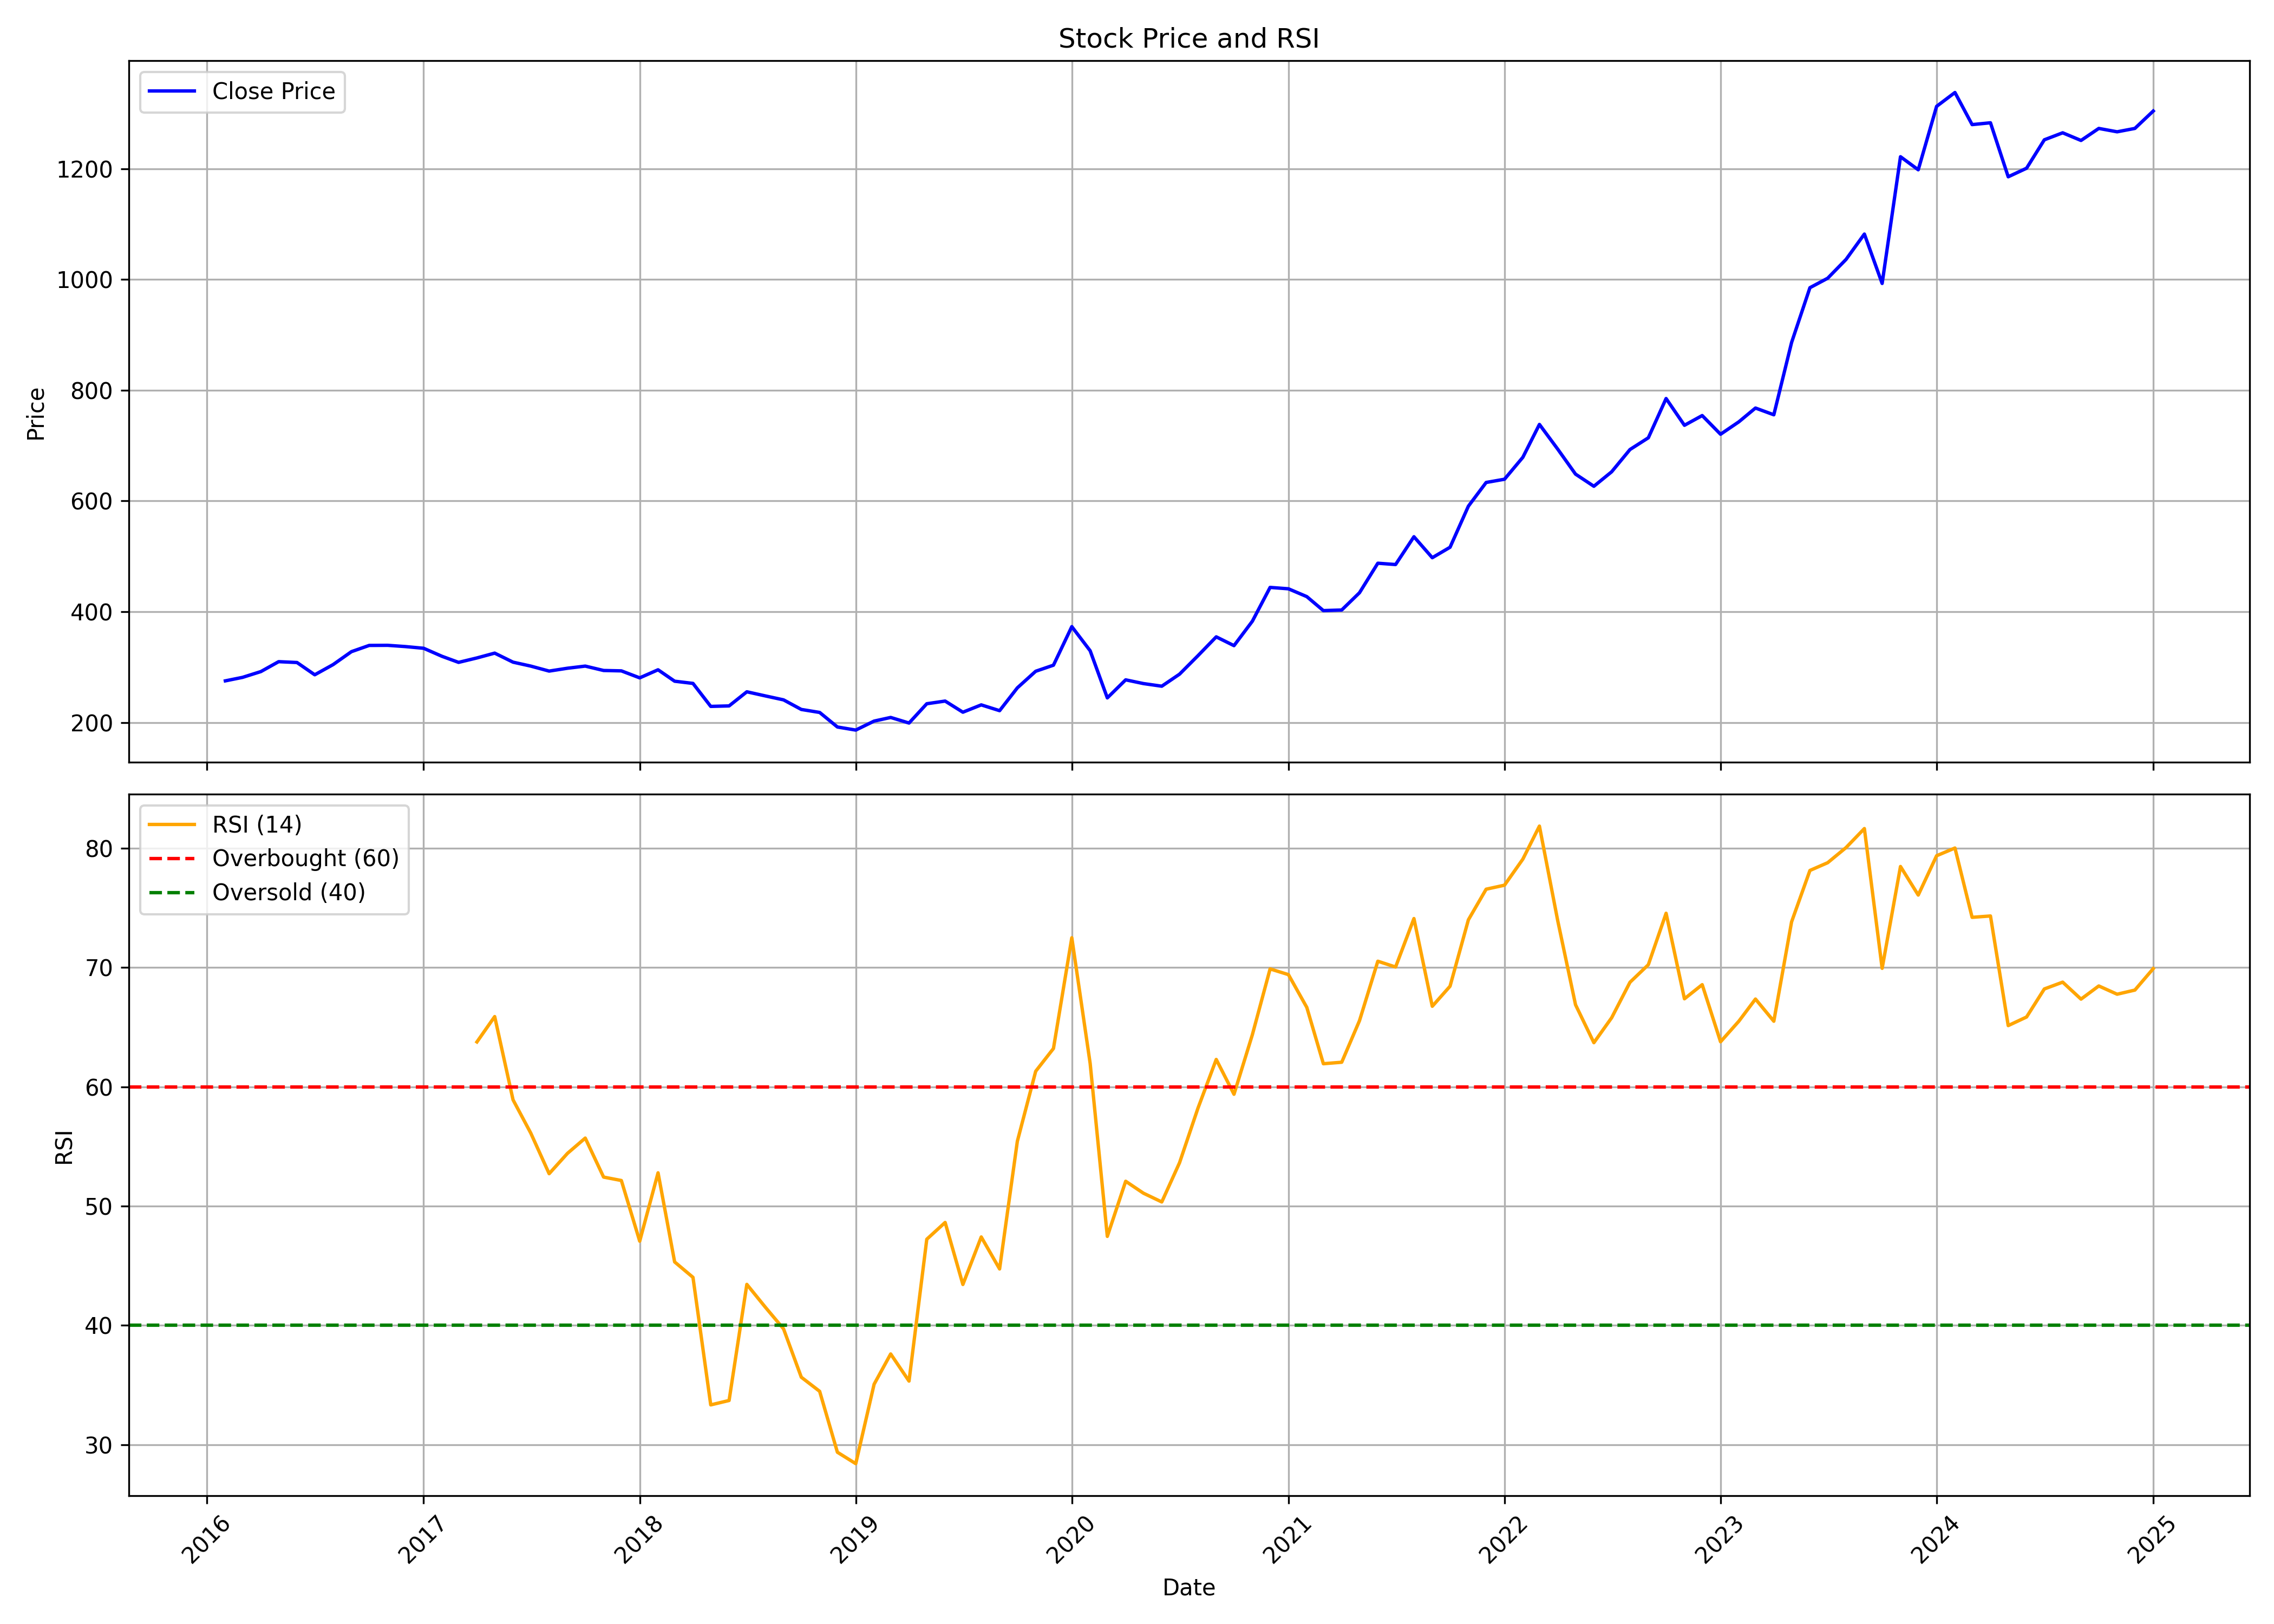 Stock Price and RSI
Close Price
Price
1200
1000
800
600
400
200
RSI (14)
Overbought (60)
Oversold (40)
RSI
80
70
60
50
40
30
2016
2017
2018
2019
2020
2021
2022
2023
2024
2025
Date